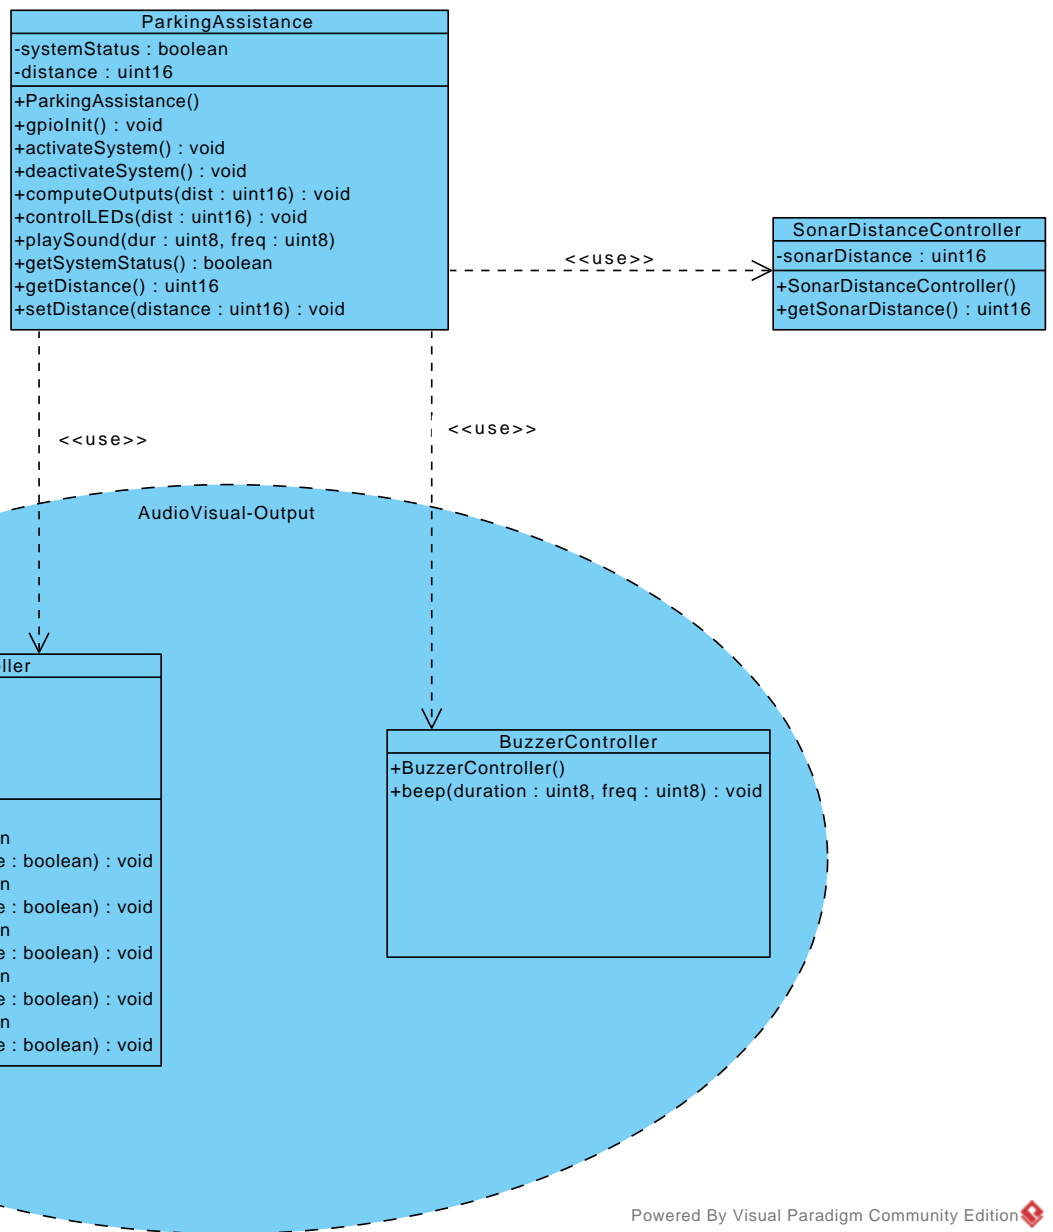 ParkingAssistance
-systemStatus : boolean
-distance : uint16
+ParkingAssistance()
+gpioInit() : void
+activateSystem() : void
+deactivateSystem() : void
+computeOutputs(dist : uint16) : void
+controlLEDs(dist : uint16) : void
+playSound(dur : uint8, freq : uint8)
+getSystemStatus() : boolean
+getDistance() : uint16
+setDistance(distance : uint16) : void
<<use>>
SonarDistanceController
-sonarDistance : uint16
+SonarDistanceController()
+getSonarDistance() : uint16
<<use>>
<<use>>
AudioVisual-Output
ller
n
e : boolean) : void
n
e : boolean) : void
n
e : boolean) : void
n
e : boolean) : void
n
e : boolean) : void
BuzzerController
+BuzzerController()
+beep(duration : uint8, freq : uint8) : void
Powered By Visual Paradigm Community Edition